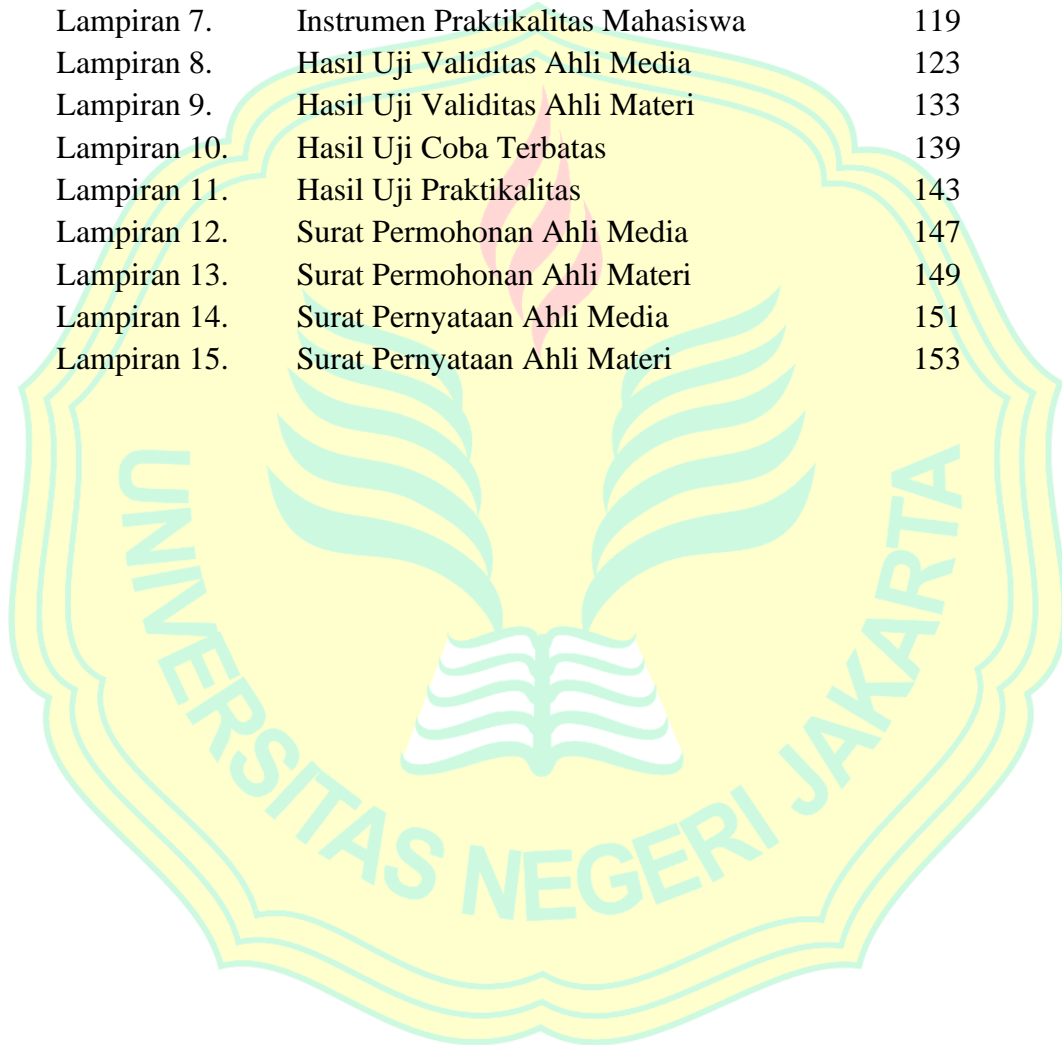 Lampiran 7. Instrumen Praktikalitas Mahasiswa 119
Lampiran 8. Hasil Uji Validitas Ahli Media 123
Lampiran 9. Hasil Uji Validitas Ahli Materi 133
Lampiran 10. Hasil Uji Coba Terbatas 139
Lampiran 11. Hasil Uji Praktikalitas 143
Lampiran 12. Surat Permohonan Ahli Media 147
Lampiran 13. Surat Permohonan Ahli Materi 149
Lampiran 14. Surat Pernyataan Ahli Media 151
Lampiran 15. Surat Pernyataan Ahli Materi 153
UNIVERSITAS NEGERI JAKARTA